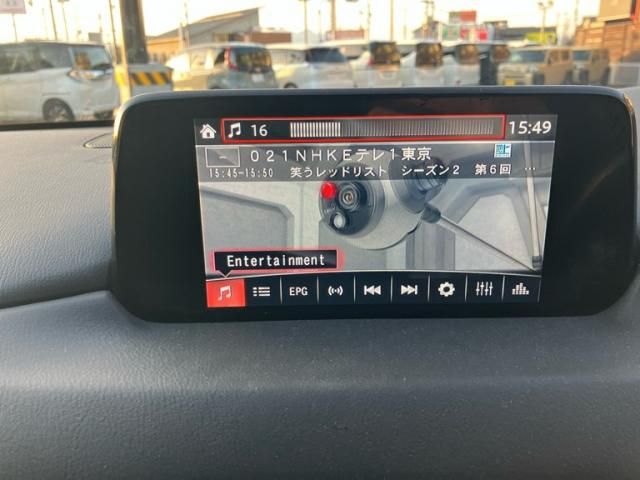 16 15:49
021NHKEテレ1東京
15:45-15:50 笑うレッドリスト シーズン2 第6回 …
Entertainment
EPG